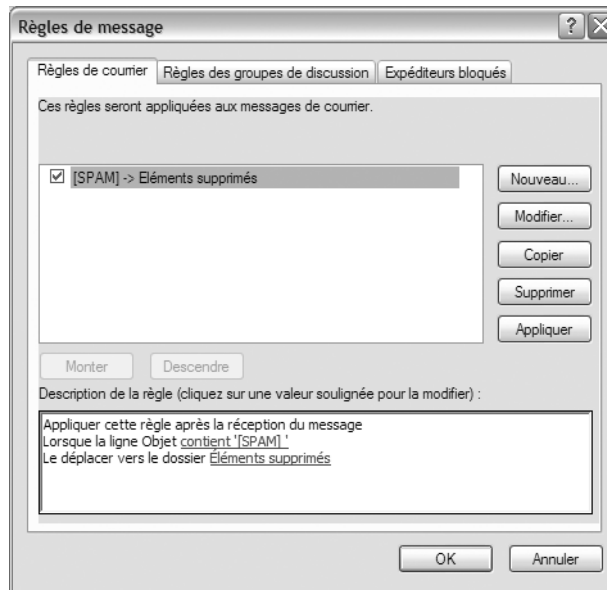 Règles de message
Règles de courrier Règles des groupes de discussion Expéditeurs bloqués
Ces règles seront appliquées aux messages de courrier.
[SPAM] -> Eléments supprimés
Nouveau...
Modifier...
Copier
Supprimer
Appliquer
Monter Descendre
Description de la règle (cliquez sur une valeur soulignée pour la modifier) :
Appliquer cette règle après la réception du message
Lorsque la ligne Objet contient '[SPAM] '
Le déplacer vers le dossier Éléments supprimés
OK Annuler